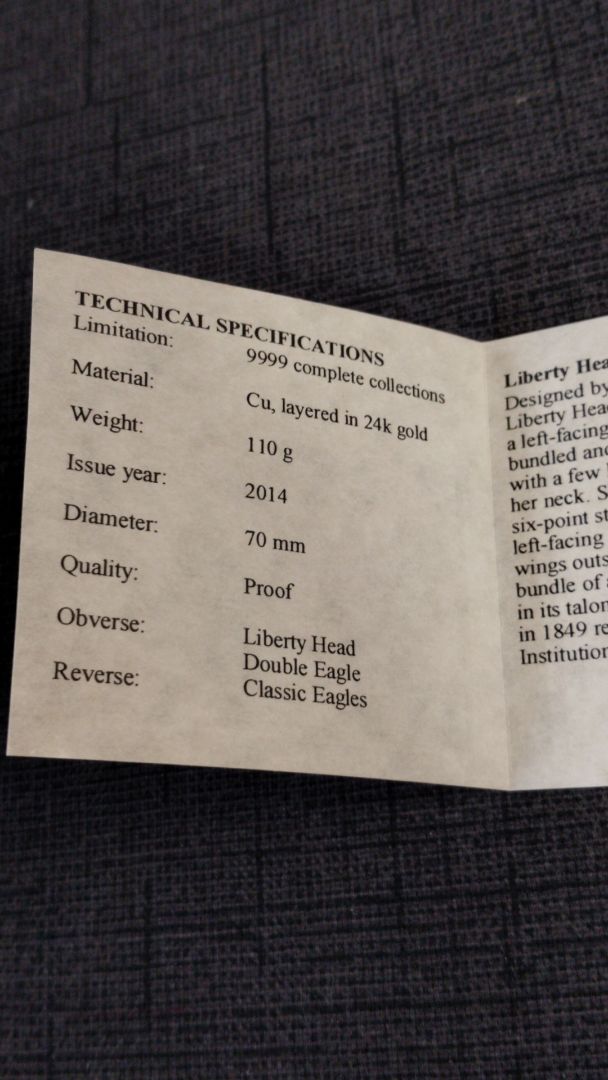 TECHNICAL SPECIFICATIONS
Limitation: 9999 complete collections
Material: Cu, layered in 24k gold
Weight: 110 g
Issue year: 2014
Diameter: 70 mm
Quality: Proof
Obverse: Liberty Head
Double Eagle
Reverse: Classic Eagles
Liberty
Designed by
Liberty
a left-facing
bundled
with a few
her neck.
six-point
left-facing
wings
bundle of
in its
in 1849